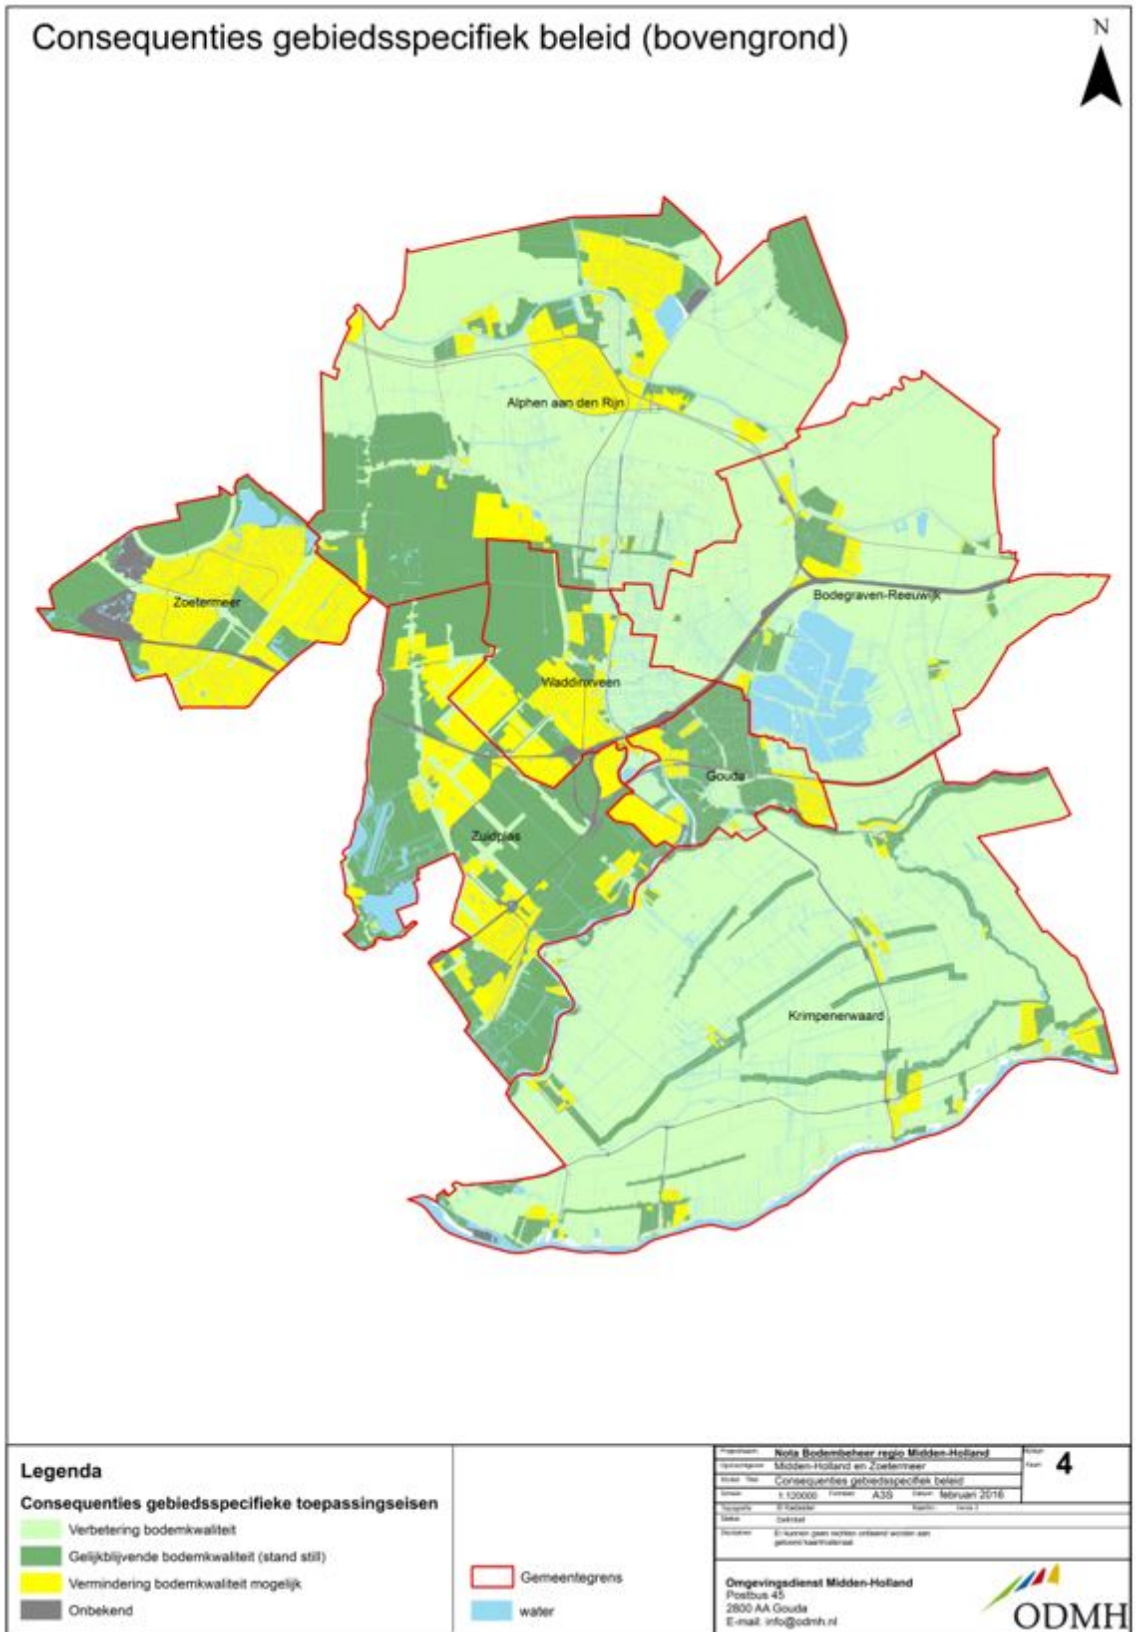 Consequenties gebiedsspecifiek beleid (bovengrond)
N
Alphen aan den Rijn
Zoetermeer
Bodegraven-Reeuwijk
Waddinxveen
Gouda
Zuidplas
Krimpenerwaard
Legenda
Consequenties gebiedsspecifieke toepassingseisen
Verbetering bodemkwaliteit
Gelijkblijvende bodemkwaliteit (stand still)
Vermindering bodemkwaliteit mogelijk
Onbekend
Gemeentegrens
water
Nota Bodembeheer regio Midden-Holland
Midden-Holland en Zoetermeer
Consequenties gebiedsspecifiek beleid
1:120000 A3S februari 2016
4
Omgevingsdienst Midden-Holland
Postbus 45
2800 AA Gouda
E-mail: info@odmh.nl
ODMH